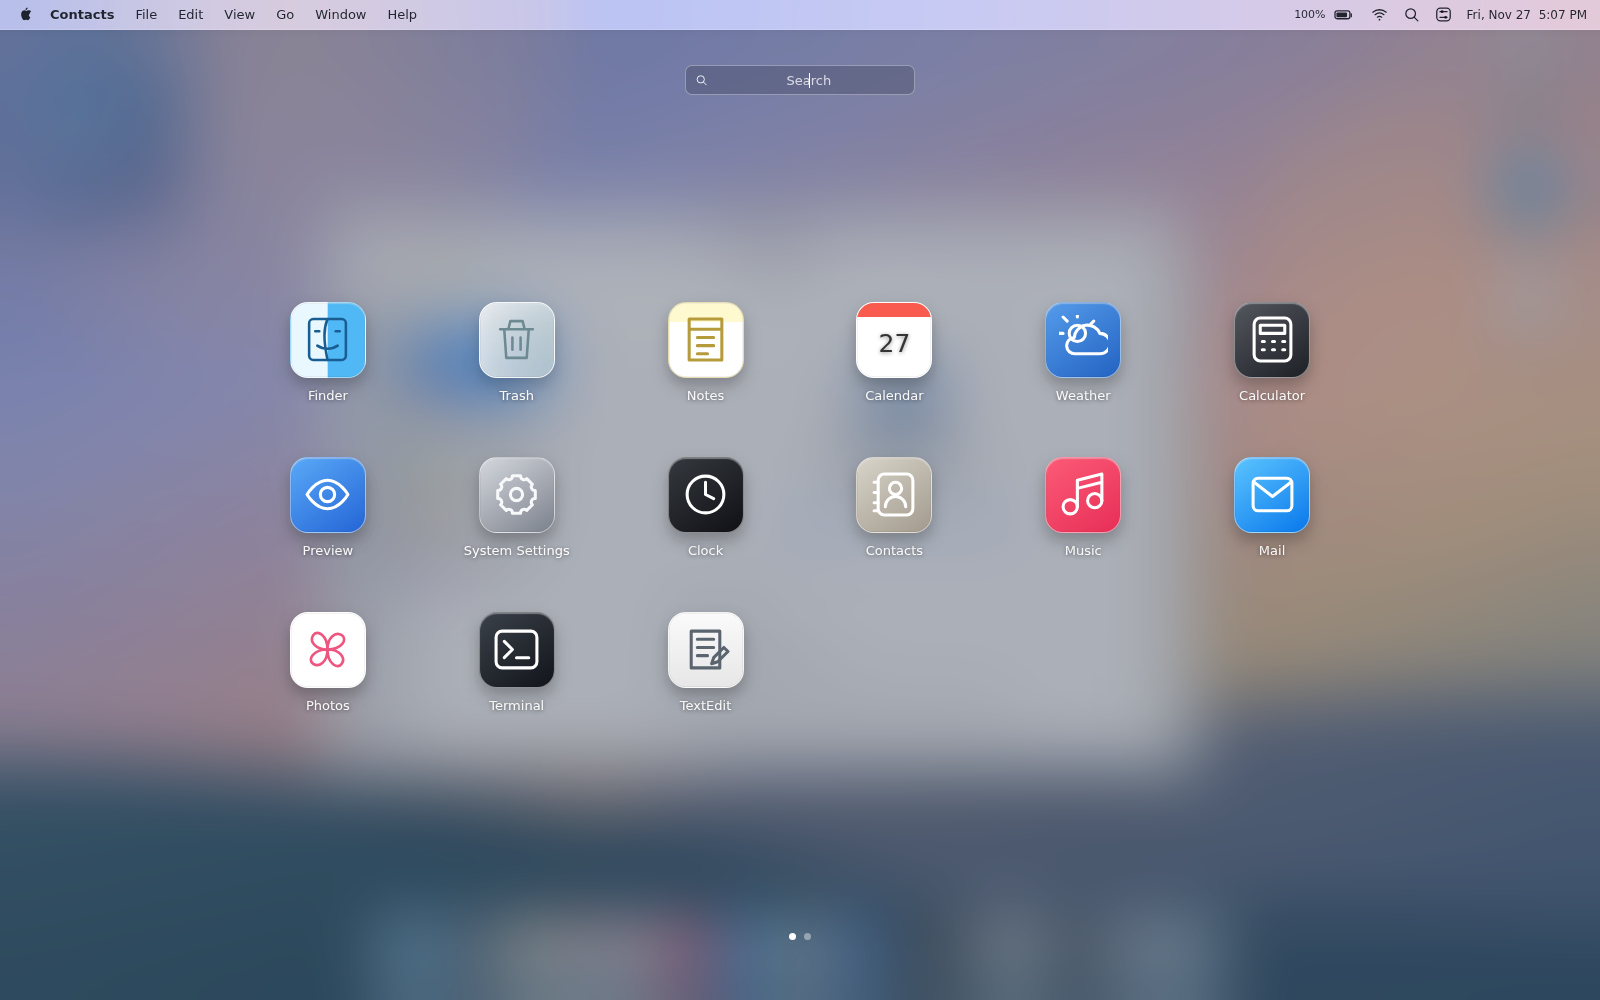 Contacts File Edit View Go Window Help 100% Fri, Nov 27 5:07 PM
Search
27
Finder Trash Notes Calendar Weather Calculator
Preview System Settings Clock Contacts Music Mail
Photos Terminal TextEdit